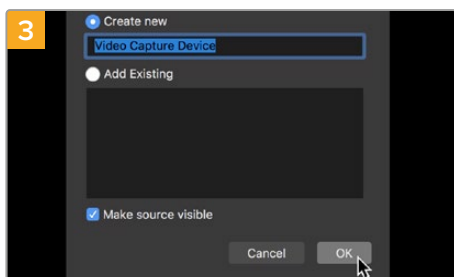 3
Create new
Video Capture Device
Add Existing
Make source visible
Cancel OK